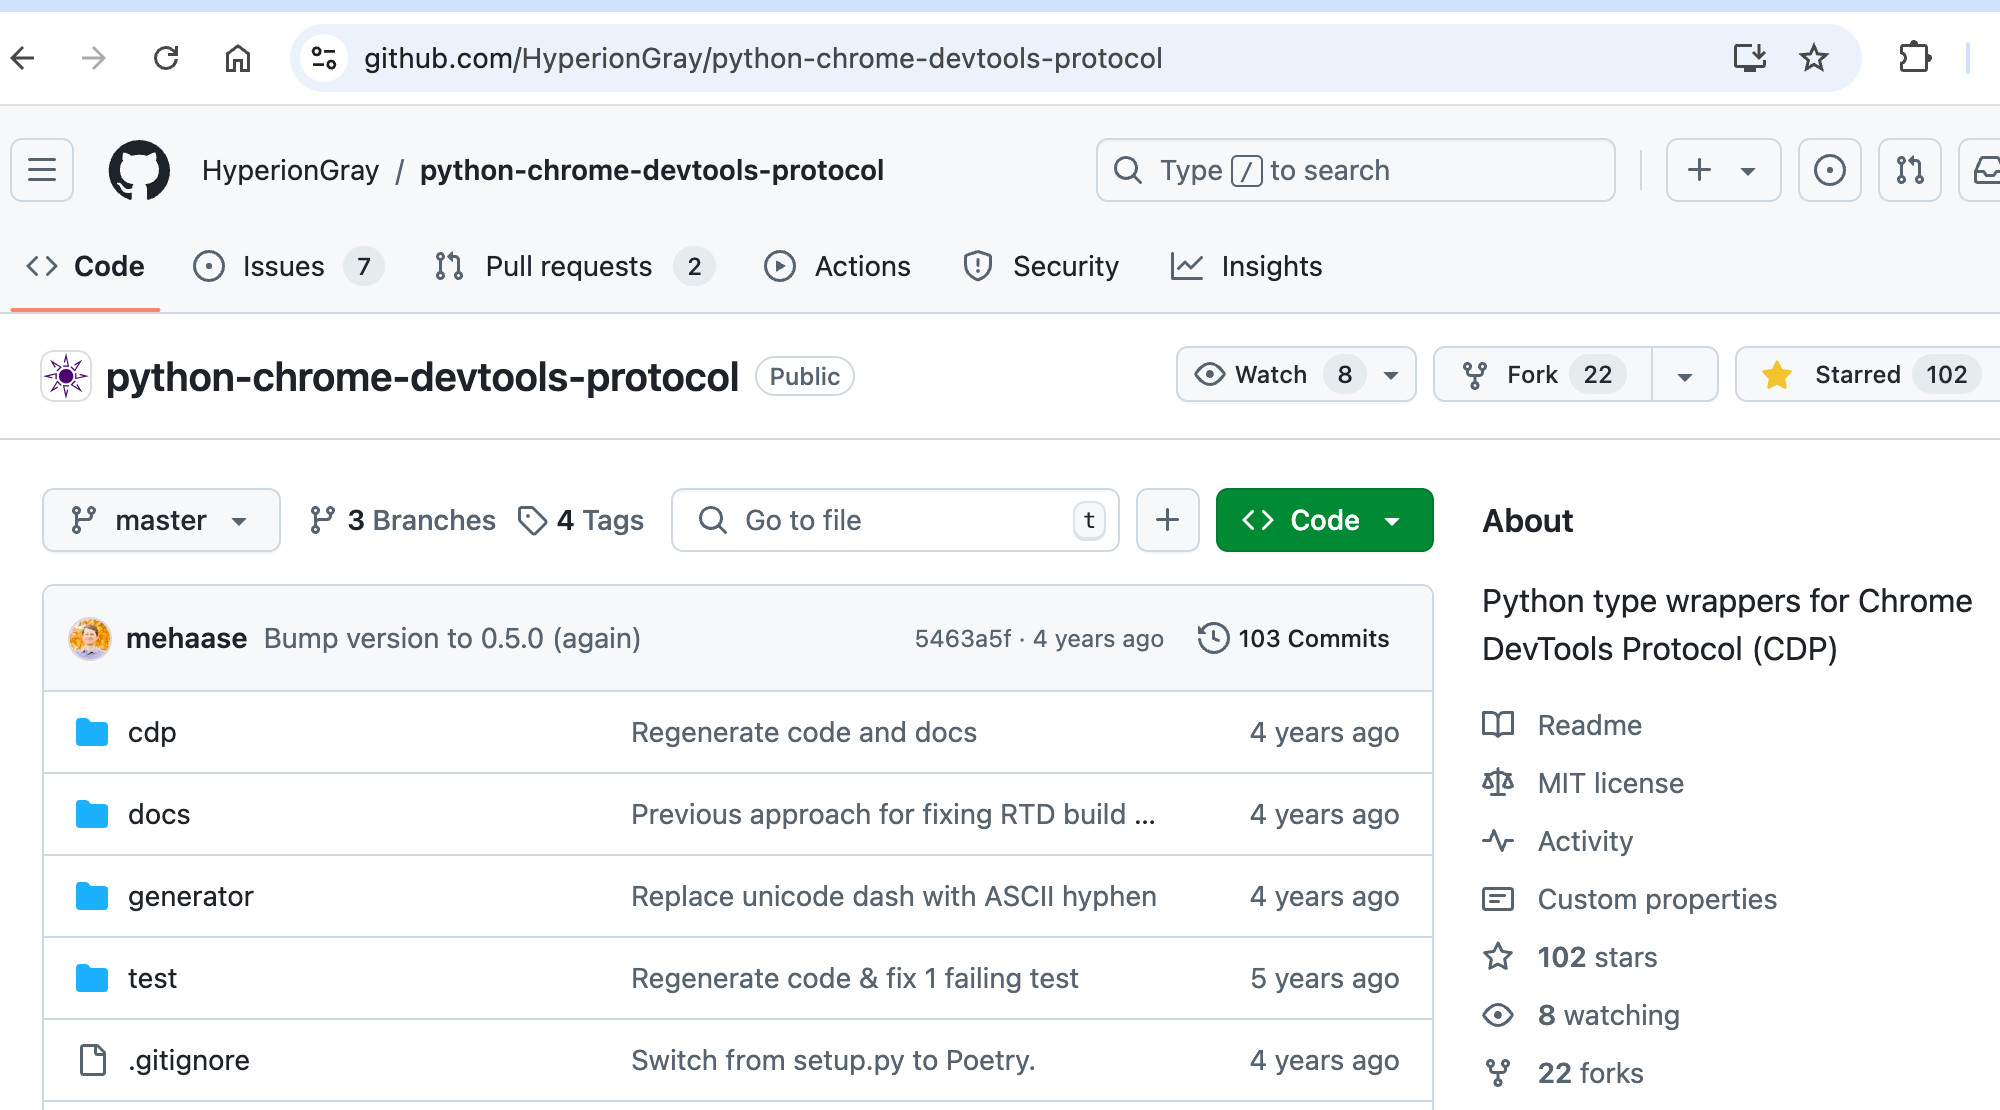 github.com/HyperionGray/python-chrome-devtools-protocol
HyperionGray / python-chrome-devtools-protocol
Type / to search
Code
Issues 7
Pull requests 2
Actions
Security
Insights
python-chrome-devtools-protocol Public
Watch 8
Fork 22
Starred 102
master
3 Branches
4 Tags
Go to file t
Code
mehaase Bump version to 0.5.0 (again) 5463a5f · 4 years ago 103 Commits
cdp Regenerate code and docs 4 years ago
docs Previous approach for fixing RTD build ... 4 years ago
generator Replace unicode dash with ASCII hyphen 4 years ago
test Regenerate code & fix 1 failing test 5 years ago
.gitignore Switch from setup.py to Poetry. 4 years ago
About
Python type wrappers for Chrome
DevTools Protocol (CDP)
Readme
MIT license
Activity
Custom properties
102 stars
8 watching
22 forks